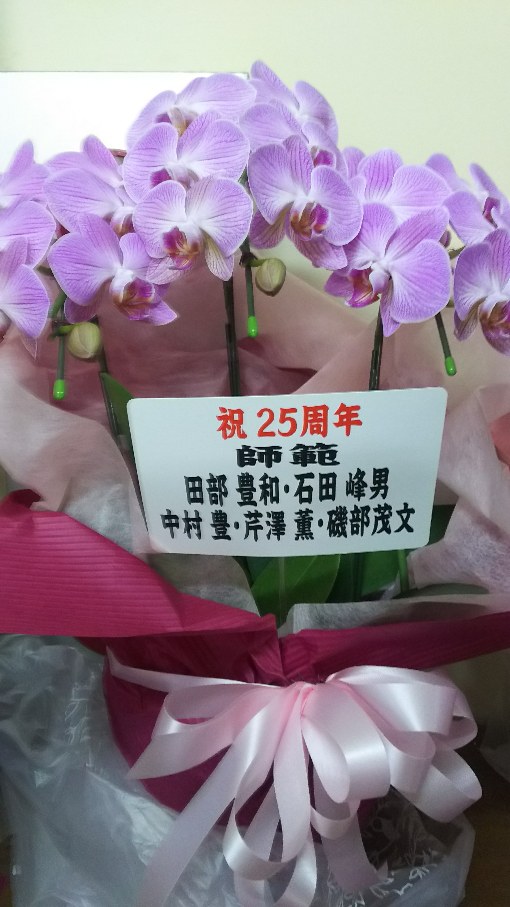 祝 25周年
師範
田部 豊和・石田 峰男
中村 豊・芹澤 薫・磯部茂文